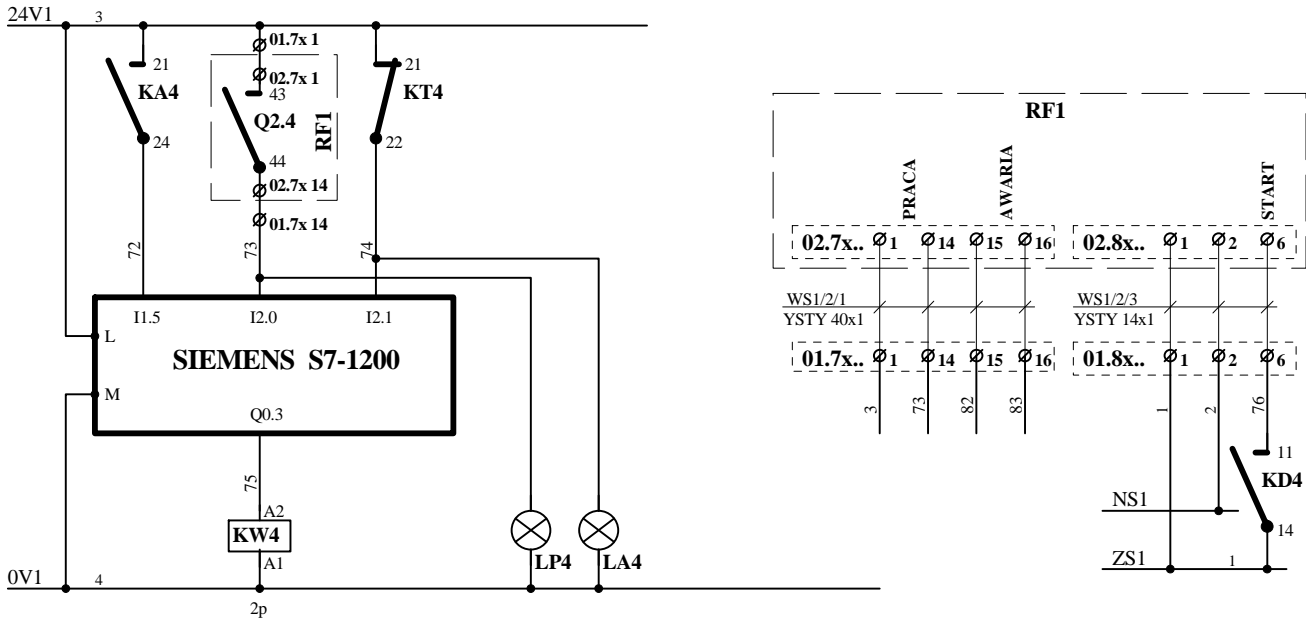 24V1 3
01.7x 1
21
KA4
24
02.7x 1
43
Q2.4
RF1
44
02.7x 14
01.7x 14
21
KT4
22
72
73
74
I1.5 I2.0 I2.1
L
SIEMENS S7-1200
M
Q0.3
75
A2
KW4
A1
LP4
LA4
0V1 4
2p
RF1
PRACA
AWARIA
START
02.7x.. 1 14 15 16
02.8x.. 1 2 6
WS1/2/1
YSTY 40x1
WS1/2/3
YSTY 14x1
01.7x.. 1 14 15 16
01.8x.. 1 2 6
3 73 82 83
1 2 76
11
KD4
NS1
14
ZS1 1